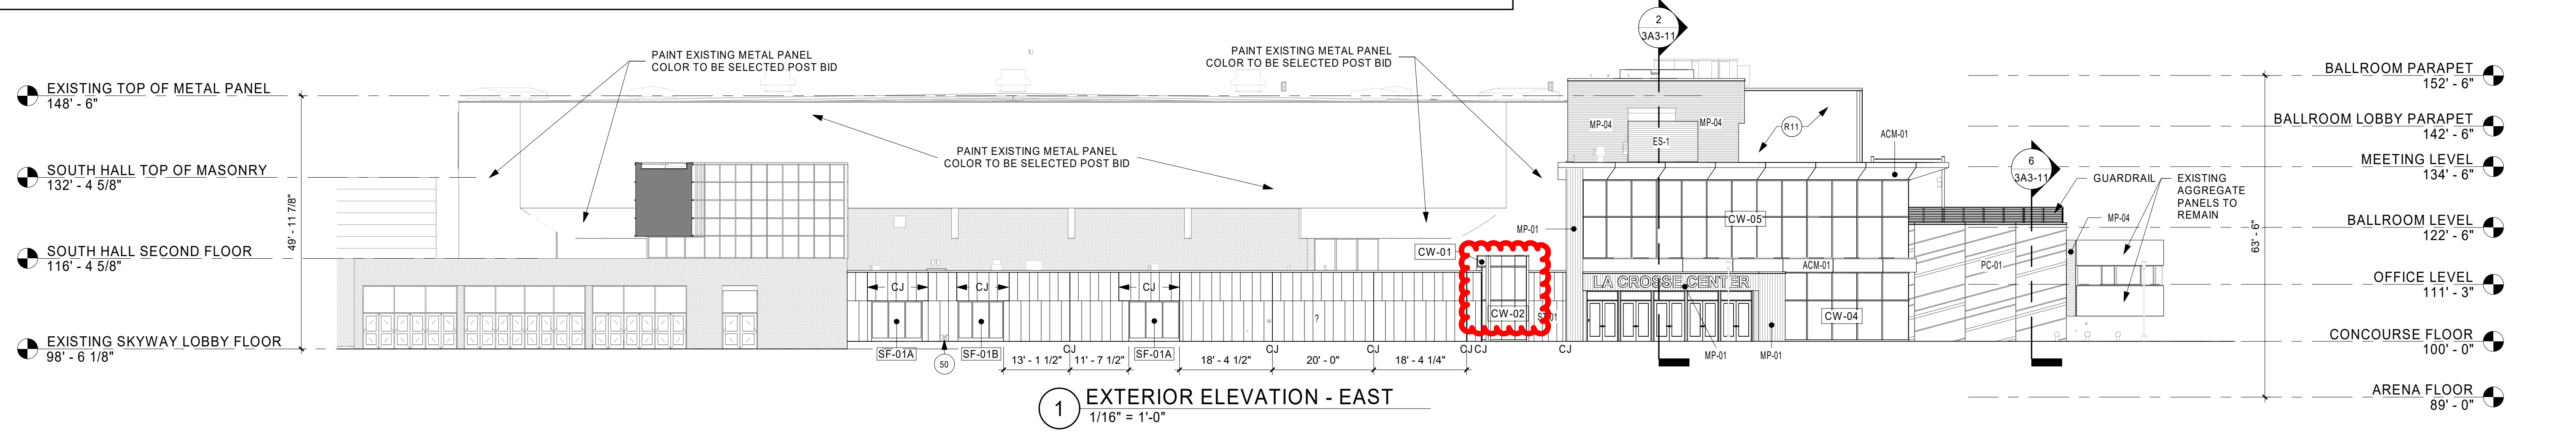 2
3A3-11
PAINT EXISTING METAL PANEL
COLOR TO BE SELECTED POST BID
PAINT EXISTING METAL PANEL
COLOR TO BE SELECTED POST BID
EXISTING TOP OF METAL PANEL
148' - 6"
SOUTH HALL TOP OF MASONRY
132' - 4 5/8"
SOUTH HALL SECOND FLOOR
116' - 4 5/8"
EXISTING SKYWAY LOBBY FLOOR
98' - 6 1/8"
49' - 11 7/8"
PAINT EXISTING METAL PANEL
COLOR TO BE SELECTED POST BID
MP-04
MP-04
ES-1
R11
ACM-01
6
3A3-11
GUARDRAIL
EXISTING
AGGREGATE
PANELS TO
REMAIN
MP-04
CW-05
MP-01
CW-01
ACM-01
PC-01
LA CROSSE CENTER
CJ
CJ
CJ
?
CW-02
CW-04
SF-01A
50
SF-01B
SF-01A
CJ
CJ
CJ
CJ
CJ
CJ
MP-01
MP-01
13' - 1 1/2"
11' - 7 1/2"
18' - 4 1/2"
20' - 0"
18' - 4 1/4"
63' - 6"
BALLROOM PARAPET
152' - 6"
BALLROOM LOBBY PARAPET
142' - 6"
MEETING LEVEL
134' - 6"
BALLROOM LEVEL
122' - 6"
OFFICE LEVEL
111' - 3"
CONCOURSE FLOOR
100' - 0"
ARENA FLOOR
89' - 0"
1
EXTERIOR ELEVATION - EAST
1/16" = 1'-0"